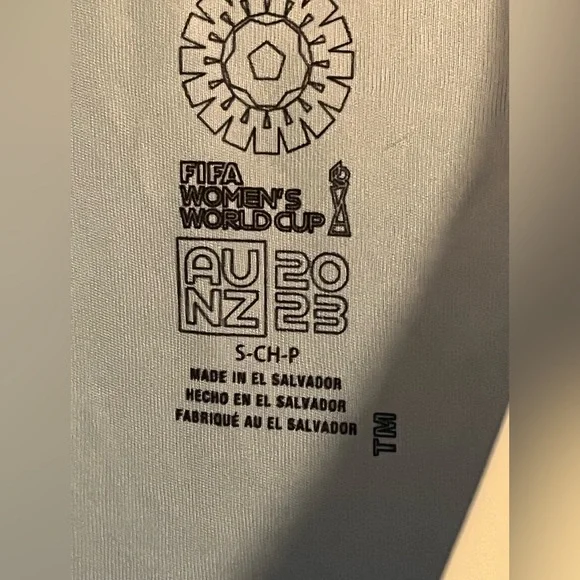 FIFA
WOMEN'S
WORLD CUP
AU 20
NZ 23
S-CH-P
MADE IN EL SALVADOR
HECHO EN EL SALVADOR
FABRIQUÉ AU EL SALVADOR
TM